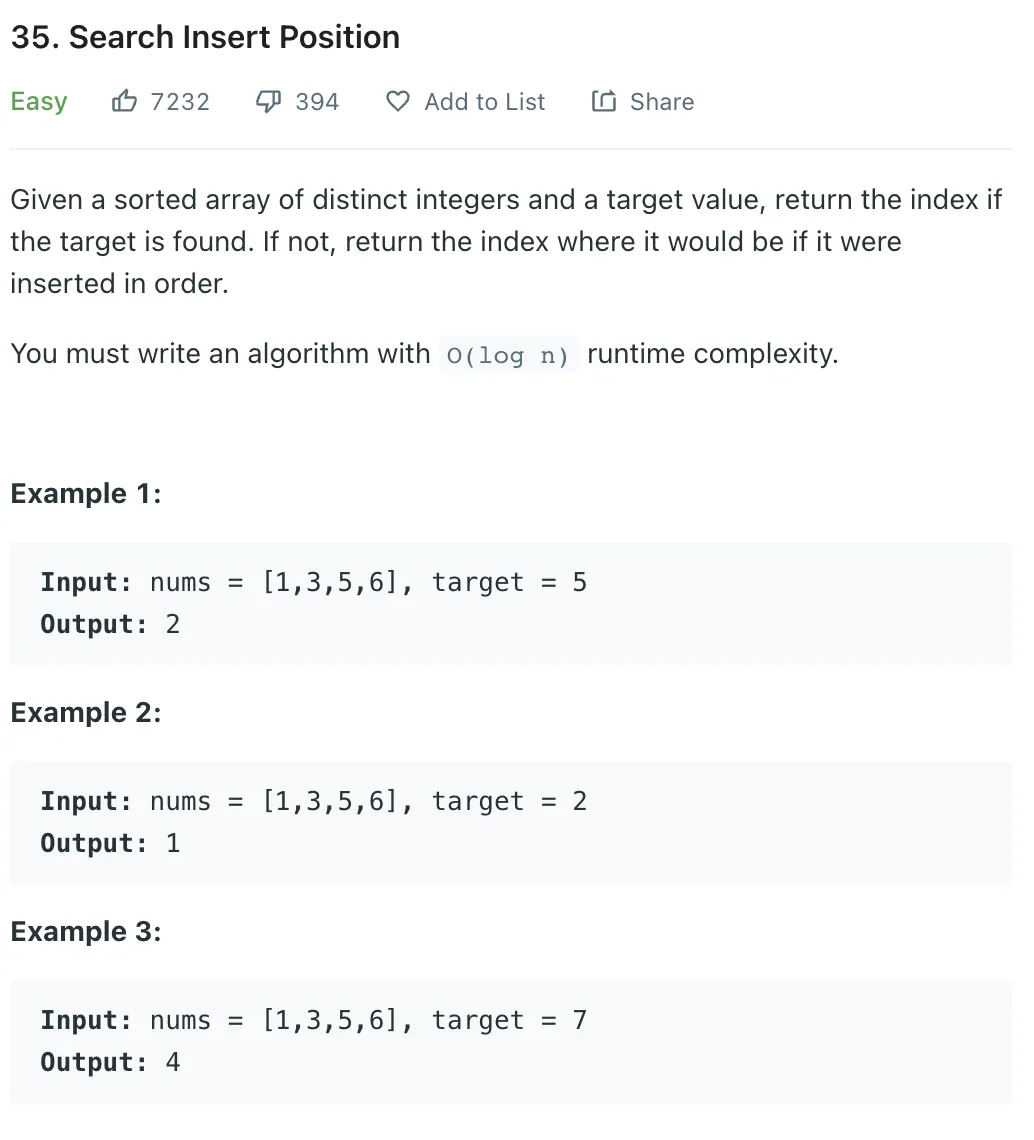 35. Search Insert Position
Easy 7232 394 Add to List Share
Given a sorted array of distinct integers and a target value, return the index if
the target is found. If not, return the index where it would be if it were
inserted in order.
You must write an algorithm with O(log n) runtime complexity.
Example 1:
Input: nums = [1,3,5,6], target = 5
Output: 2
Example 2:
Input: nums = [1,3,5,6], target = 2
Output: 1
Example 3:
Input: nums = [1,3,5,6], target = 7
Output: 4